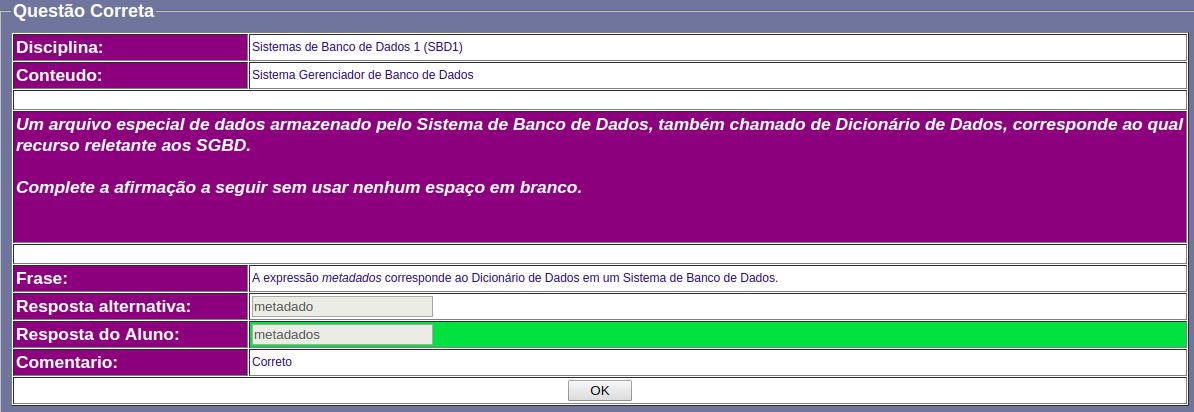 Questão Correta
Disciplina: Sistemas de Banco de Dados 1 (SBD1)
Conteudo: Sistema Gerenciador de Banco de Dados
Um arquivo especial de dados armazenado pelo Sistema de Banco de Dados, também chamado de Dicionário de Dados, corresponde ao qual
recurso reletante aos SGBD.
Complete a afirmação a seguir sem usar nenhum espaço em branco.
Frase: A expressão metadados corresponde ao Dicionário de Dados em um Sistema de Banco de Dados.
Resposta alternativa: metadado
Resposta do Aluno: metadados
Comentario: Correto
OK